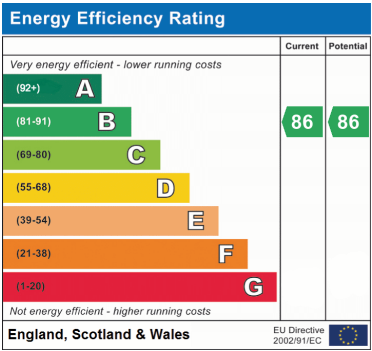 Energy Efficiency Rating
Current Potential
Very energy efficient - lower running costs
(92+) A
(81-91) B 86 86
(69-80) C
(55-68) D
(39-54) E
(21-38) F
(1-20) G
Not energy efficient - higher running costs
England, Scotland & Wales
EU Directive
2002/91/EC